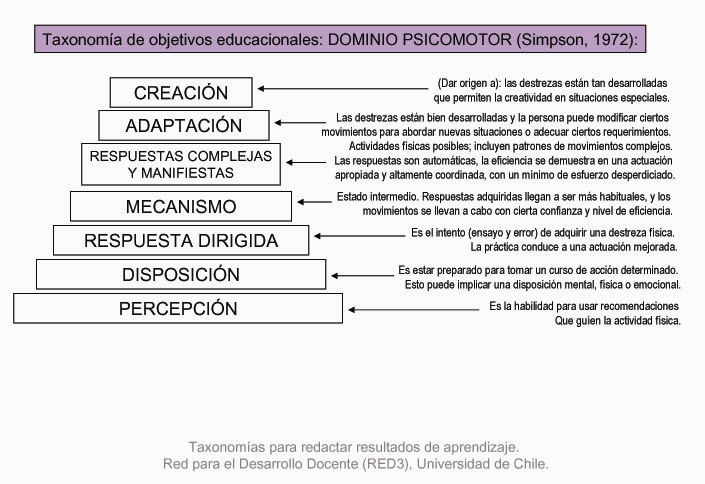 Taxonomía de objetivos educacionales: DOMINIO PSICOMOTOR (Simpson, 1972):
CREACIÓN
(Dar origen a): las destrezas están tan desarrolladas
que permiten la creatividad en situaciones especiales.
ADAPTACIÓN
Las destrezas están bien desarrolladas y la persona puede modificar ciertos
movimientos para abordar nuevas situaciones o adecuar ciertos requerimientos.
RESPUESTAS COMPLEJAS
Y MANIFIESTAS
Actividades físicas posibles; incluyen patrones de movimientos complejos.
Las respuestas son automáticas, la eficiencia se demuestra en una actuación
apropiada y altamente coordinada, con un mínimo de esfuerzo desperdiciado.
MECANISMO
Estado intermedio. Respuestas adquiridas llegan a ser más habituales, y los
movimientos se llevan a cabo con cierta confianza y nivel de eficiencia.
RESPUESTA DIRIGIDA
Es el intento (ensayo y error) de adquirir una destreza física.
La práctica conduce a una actuación mejorada.
DISPOSICIÓN
Es estar preparado para tomar un curso de acción determinado.
Esto puede implicar una disposición mental, física o emocional.
PERCEPCIÓN
Es la habilidad para usar recomendaciones
Que guíen la actividad física.
Taxonomías para redactar resultados de aprendizaje.
Red para el Desarrollo Docente (RED3), Universidad de Chile.